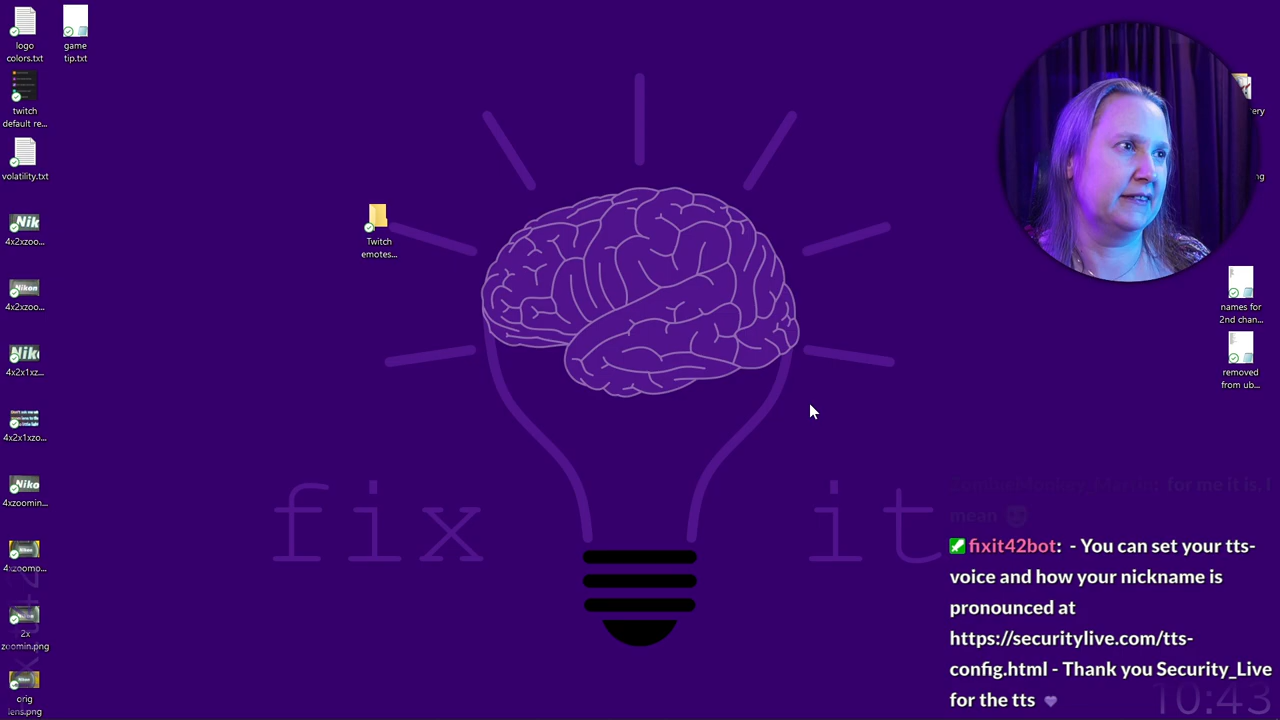 logo
colors.txt
game
tip.txt
twitch
default re...
volatility.txt
4x2xzoo...
4x2xzoo...
4x2x1xz...
4x2x1xzo...
4xzoomin...
4xzoomo...
2x
zoomin.png
orig
lens.png
Twitch
emotes...
fix it
names for
2nd chan...
removed
from ub...
ZombieMonkey_Martin: for me it is, I
mean
fixit42bot: - You can set your tts-
voice and how your nickname is
pronounced at
https://securitylive.com/tts-
config.html - Thank you Security_Live
for the tts
10:43